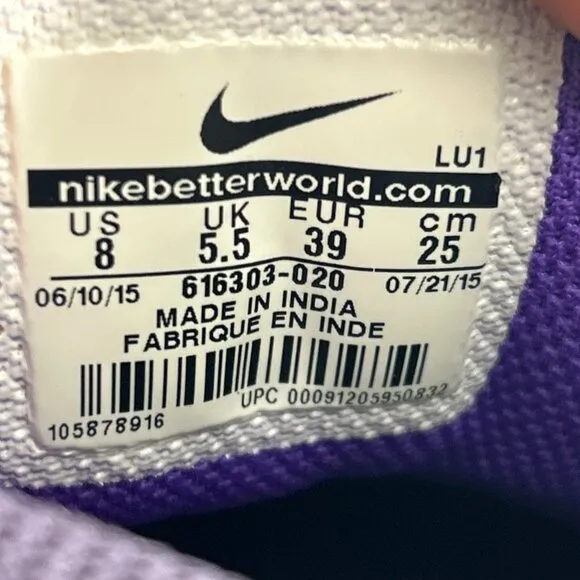 LU1
nikebetterworld.com
US UK EUR cm
8 5.5 39 25
06/10/15 616303-020 07/21/15
MADE IN INDIA
FABRIQUE EN INDE
UPC 00091205950832
105878916